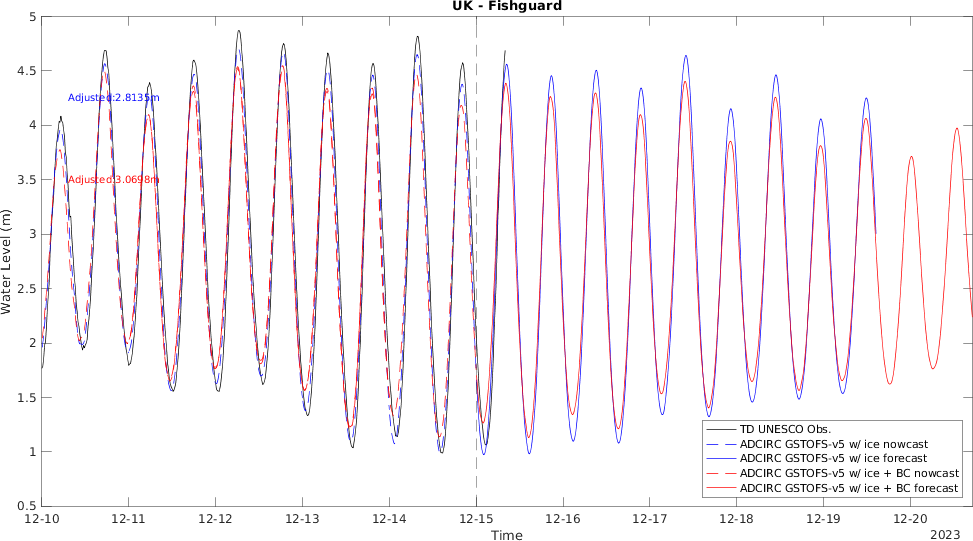 UK - Fishguard
5
4.5
4
3.5
3
2.5
2
1.5
1
0.5
Water Level (m)
Adjusted:2.8135m
Adjusted:3.0698m
TD UNESCO Obs.
ADCIRC GSTOFS-v5 w/ ice nowcast
ADCIRC GSTOFS-v5 w/ ice forecast
ADCIRC GSTOFS-v5 w/ ice + BC nowcast
ADCIRC GSTOFS-v5 w/ ice + BC forecast
12-10 12-11 12-12 12-13 12-14 12-15 12-16 12-17 12-18 12-19 12-20
Time
2023